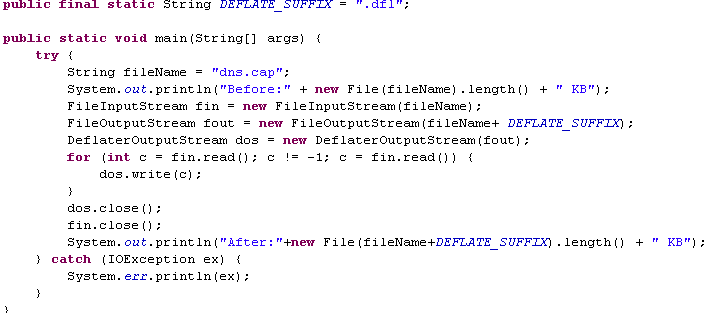 public final static String DEFLATE_SUFFIX = ".dfl";
public static void main(String[] args) {
try {
String fileName = "dns.cap";
System.out.println("Before:" + new File(fileName).length() + " KB");
FileInputStream fin = new FileInputStream(fileName);
FileOutputStream fout = new FileOutputStream(fileName+ DEFLATE_SUFFIX);
DeflaterOutputStream dos = new DeflaterOutputStream(fout);
for (int c = fin.read(); c != -1; c = fin.read()) {
dos.write(c);
}
dos.close();
fin.close();
System.out.println("After:"+new File(fileName+DEFLATE_SUFFIX).length() + " KB");
} catch (IOException ex) {
System.err.println(ex);
}
}